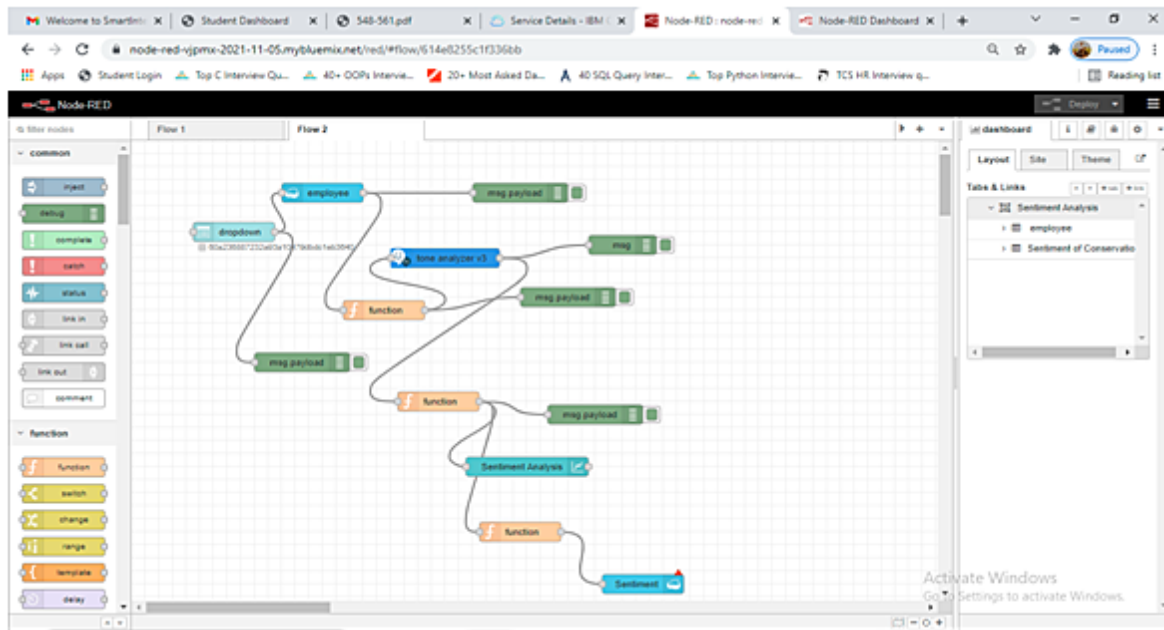 Welcome to SmartInte
Student Dashboard
548-561.pdf
Service Details - IBM C
Node-RED : node-red
Node-RED Dashboard
node-red-vjpmx-2021-11-05.mybluemix.net/red/#flow/614e8255c1f336bb
Paused
Apps
Student Login
Top C Interview Qu...
40+ OOPs Intervie...
20+ Most Asked Da...
40 SQL Query Inter...
Top Python Intervie...
TCS HR Interview q...
Reading list
Node-RED
Deploy
filter nodes
Flow 1
Flow 2
dashboard
common
inject
debug
complete
catch
status
link in
link call
link out
comment
function
function
switch
change
range
template
delay
employee
msg.payload
dropdown
tone analyzer v3
msg
function
msg.payload
msg.payload
function
msg.payload
Sentiment Analysis
function
Sentiment
Layout
Site
Theme
Tabs & Links
Sentiment Analysis
employee
Sentiment of Conservatio
Activate Windows
Go to Settings to activate Windows.